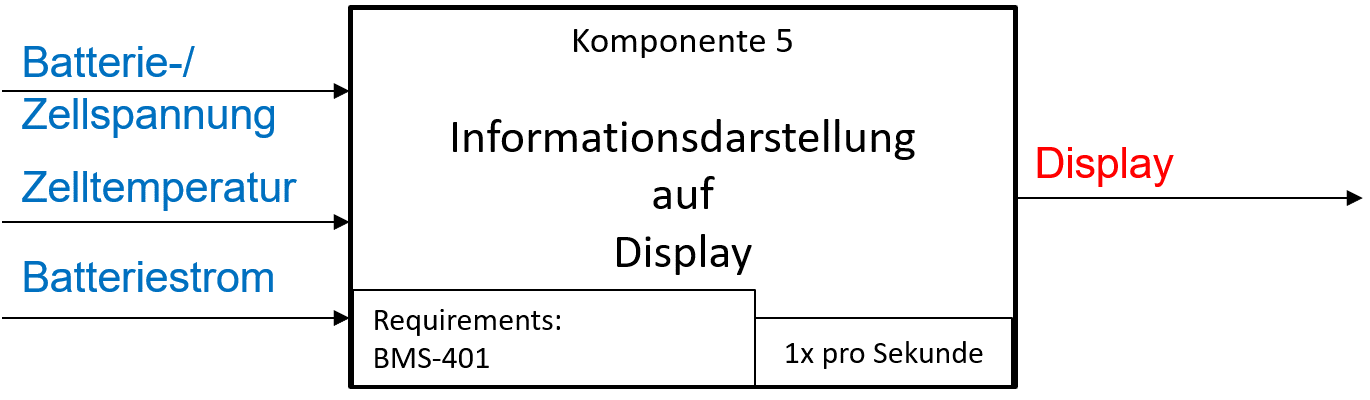 Komponente 5
Batterie-/
Zellspannung
Zelltemperatur
Batteriestrom
Informationsdarstellung
auf
Display
Requirements:
BMS-401
1x pro Sekunde
Display